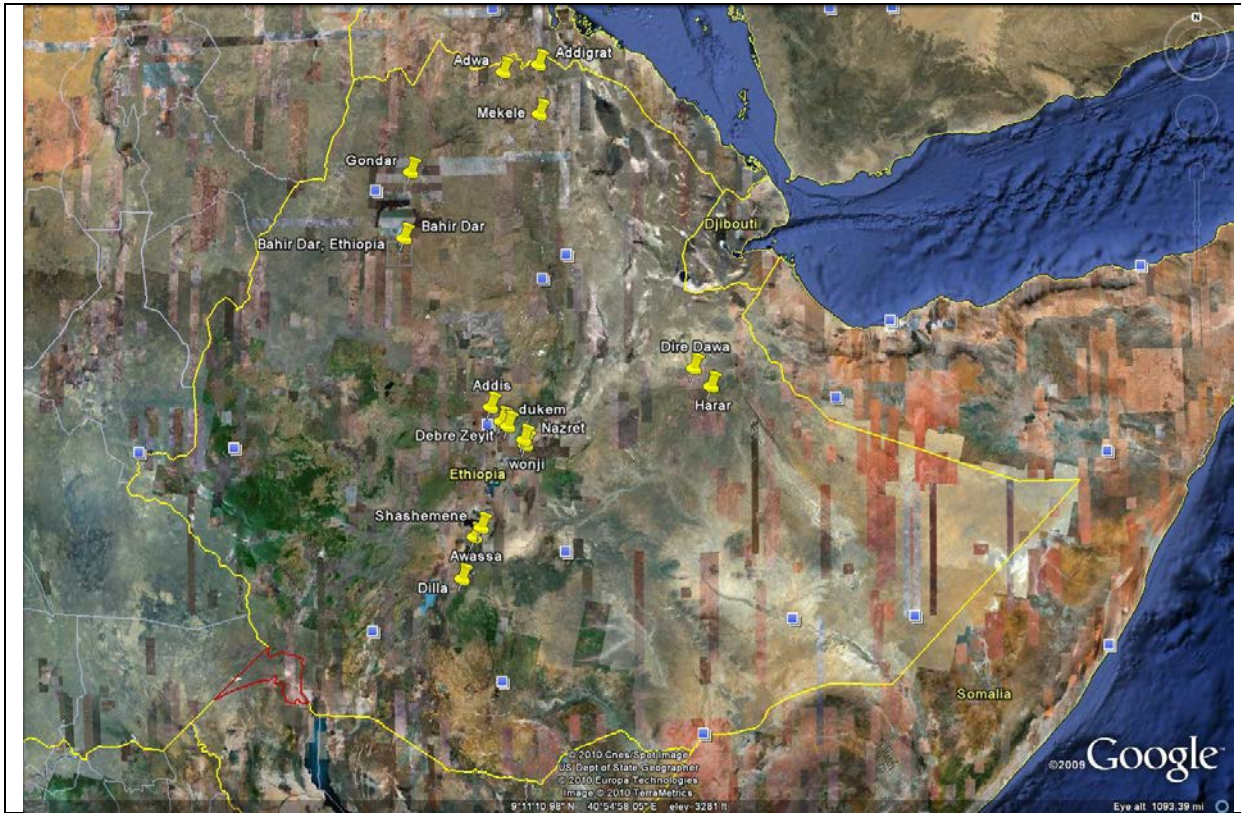 N
Addigrat
Adwa
Mekele
Gondar
Bahir Dar
Bahir Dar, Ethiopia
Djibouti
Dire Dawa
Harar
Addis
dukem
Debre Zeyit
Nazret
wonji
Ethiopia
Shashemene
Awassa
Dilla
Somalia
© 2010 Cnes/Spot Image
US Dept of State Geographer
© 2010 Europa Technologies
Image © 2010 TerraMetrics
©2009 Google™
9°11'10.98" N 40°54'58.05" E elev 3281 ft
Eye alt 1093.39 mi